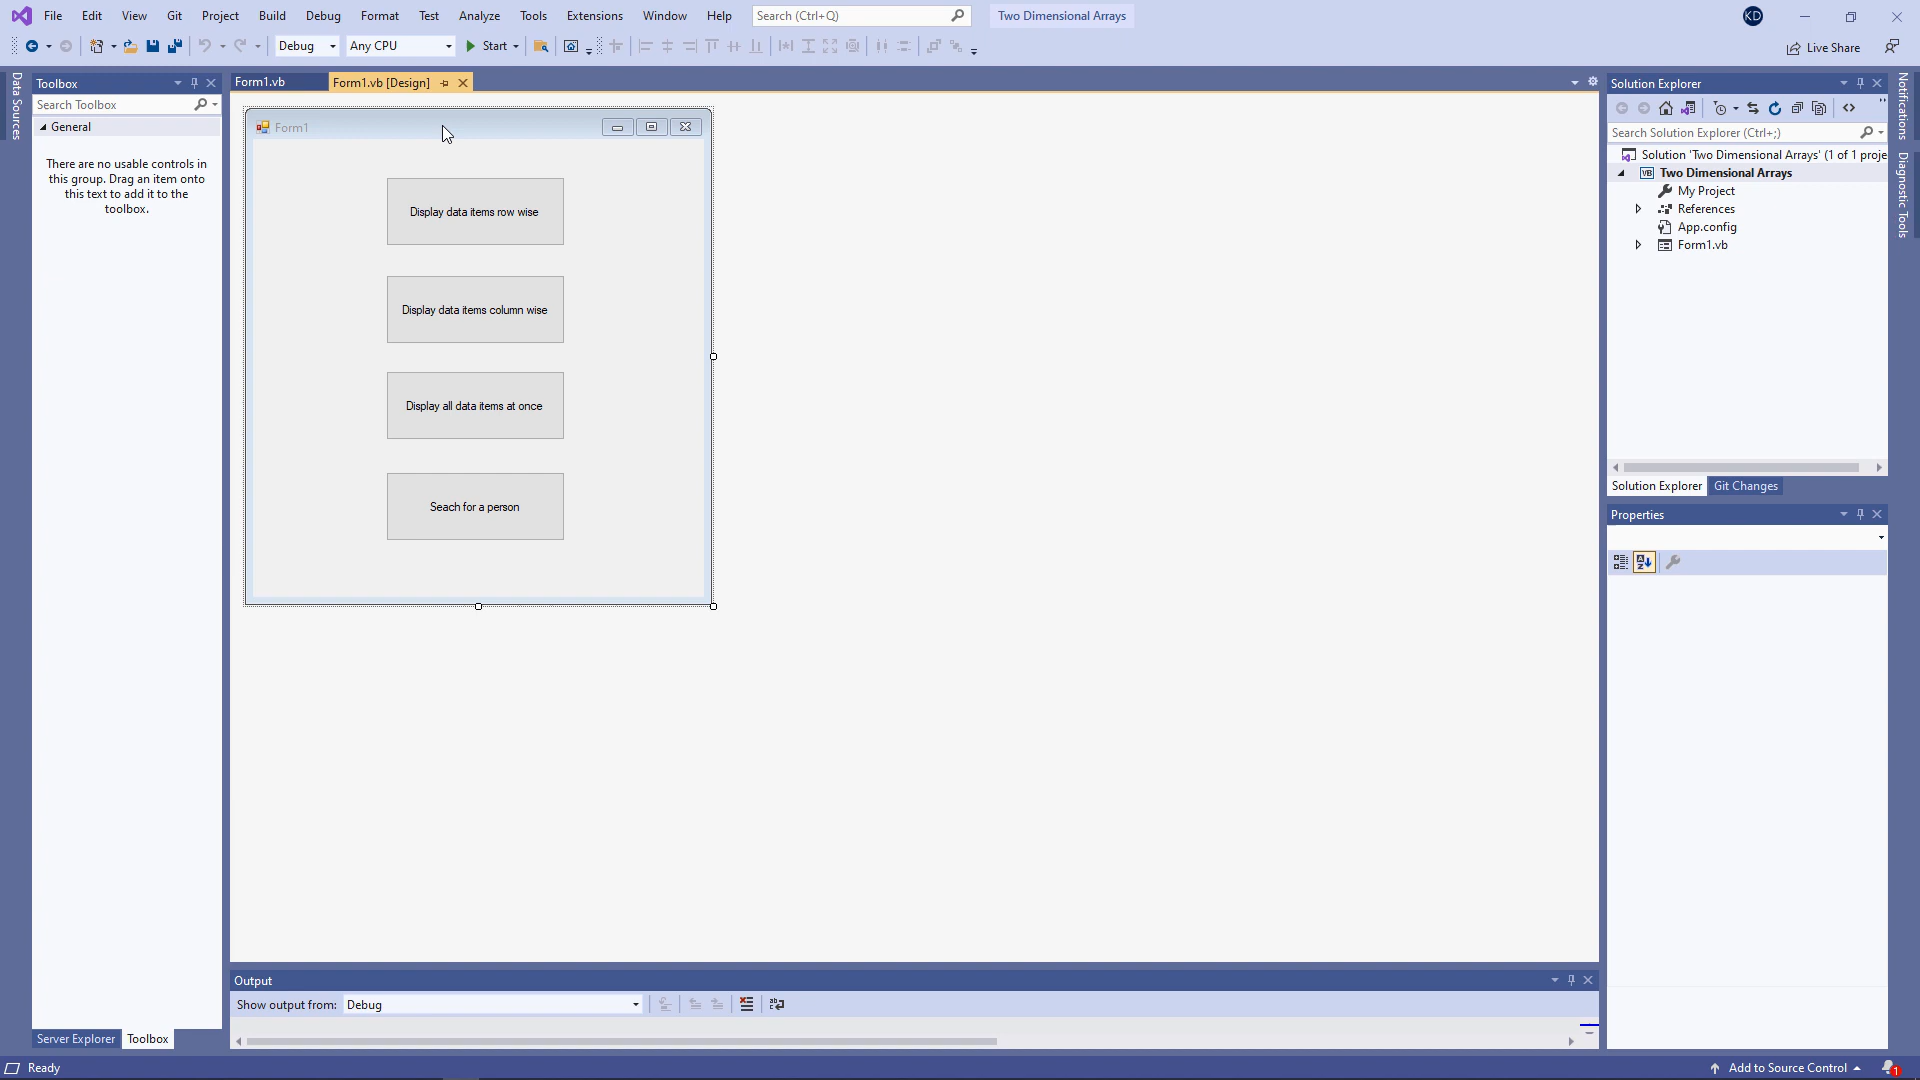 File Edit View Git Project Build Debug Format Test Analyze Tools Extensions Window Help Search (Ctrl+Q) Two Dimensional Arrays KD
Debug Any CPU Start Live Share
Data Sources
Toolbox
Search Toolbox
General
There are no usable controls in
this group. Drag an item onto
this text to add it to the
toolbox.
Server Explorer Toolbox
Form1.vb Form1.vb [Design]
Form1
Display data items row wise
Display data items column wise
Display all data items at once
Seach for a person
Output
Show output from: Debug
Solution Explorer
Search Solution Explorer (Ctrl+;)
Solution 'Two Dimensional Arrays' (1 of 1 proje
VB Two Dimensional Arrays
My Project
References
App.config
Form1.vb
Solution Explorer Git Changes
Properties
Notifications
Diagnostic Tools
Ready Add to Source Control 1